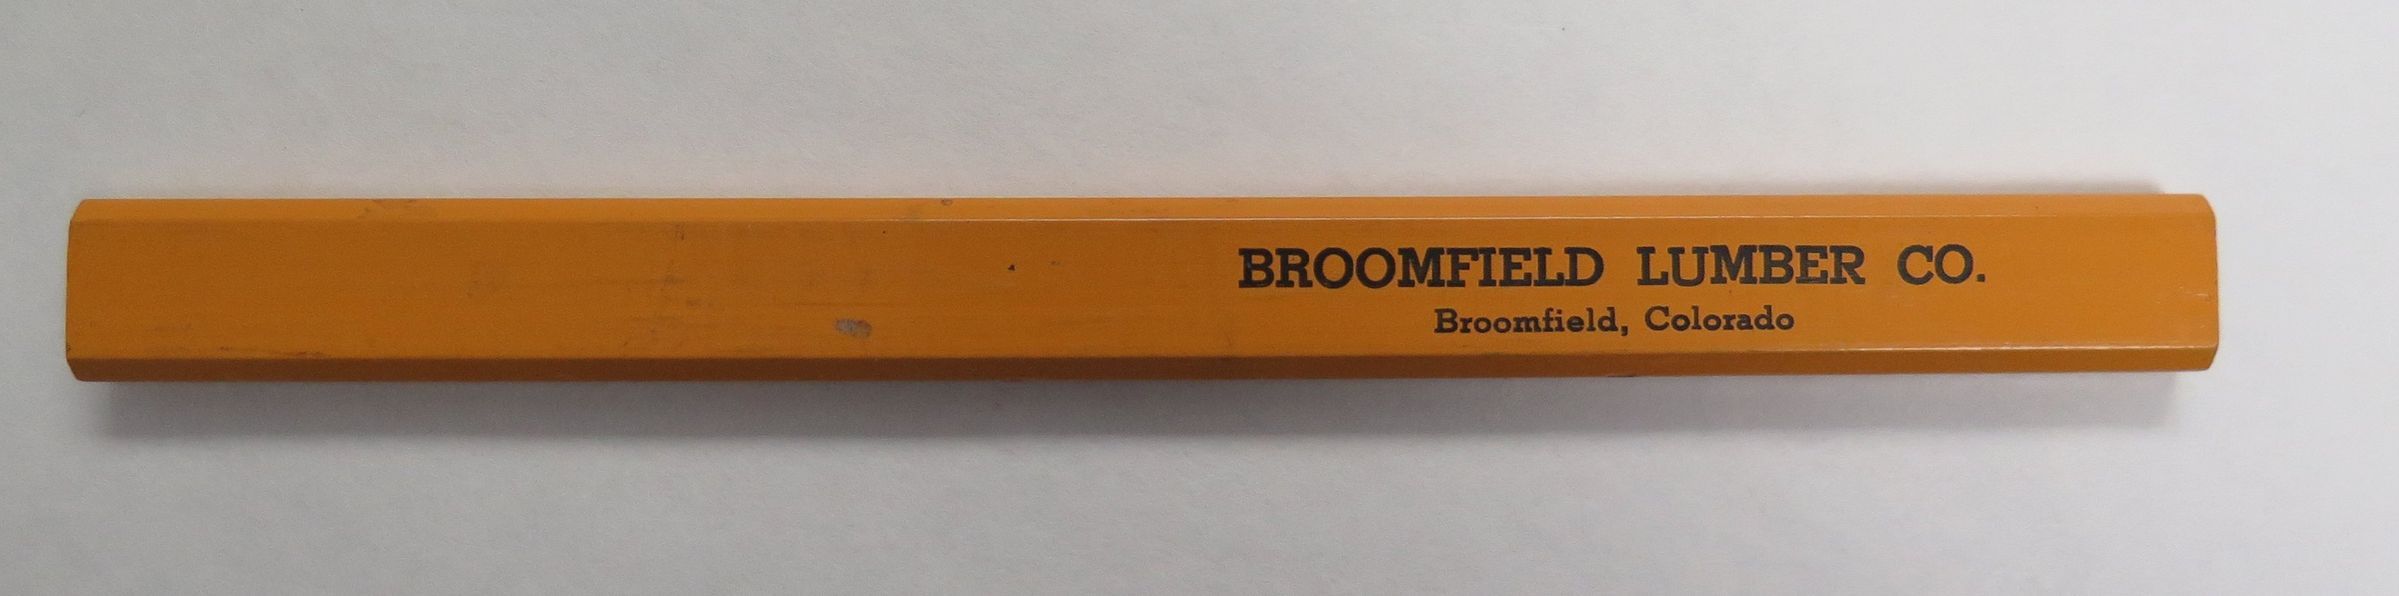 BROOMFIELD LUMBER CO.
Broomfield, Colorado